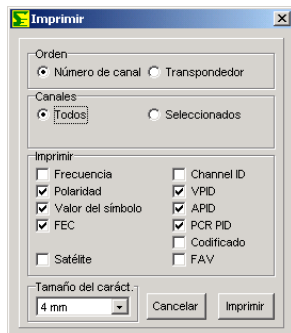 Imprimir
Orden
Número de canal Transpondedor
Canales
Todos Seleccionados
Imprimir
Frecuencia Channel ID
Polaridad VPID
Valor del símbolo APID
FEC PCR PID
Codificado
Satélite FAV
Tamaño del caráct.
4 mm Cancelar Imprimir